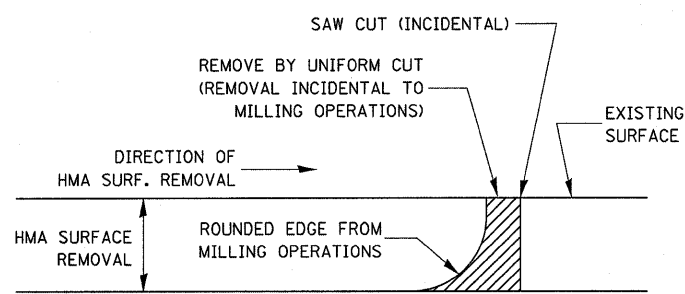 SAW CUT (INCIDENTAL)
REMOVE BY UNIFORM CUT
(REMOVAL INCIDENTAL TO
MILLING OPERATIONS)
EXISTING
SURFACE
DIRECTION OF
HMA SURF. REMOVAL
HMA SURFACE
REMOVAL
ROUNDED EDGE FROM
MILLING OPERATIONS